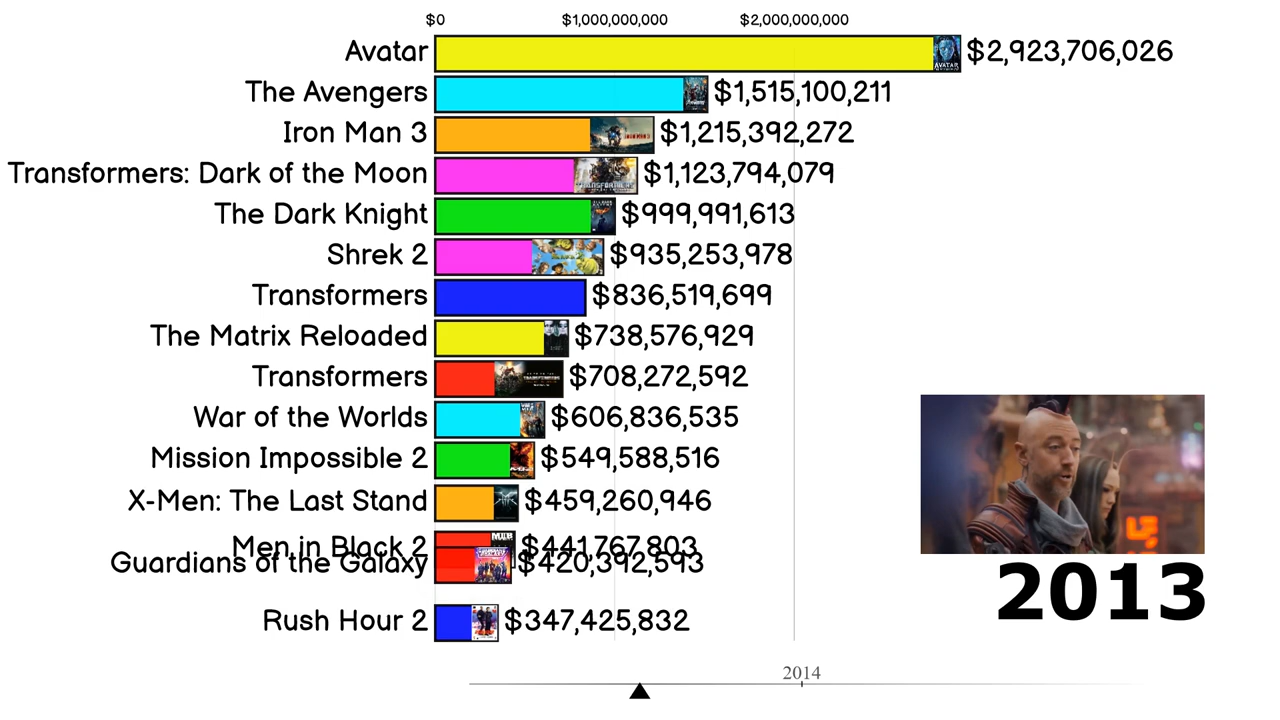 $0 $1,000,000,000 $2,000,000,000
Avatar $2,923,706,026
The Avengers $1,515,100,211
Iron Man 3 $1,215,392,272
Transformers: Dark of the Moon $1,123,794,079
The Dark Knight $999,991,613
Shrek 2 $935,253,978
Transformers $836,519,699
The Matrix Reloaded $738,576,929
Transformers $708,272,592
War of the Worlds $606,836,535
Mission Impossible 2 $549,588,516
X-Men: The Last Stand $459,260,946
Men in Black 2 $441,767,803
Guardians of the Galaxy $420,392,593
Rush Hour 2 $347,425,832
2013
2014